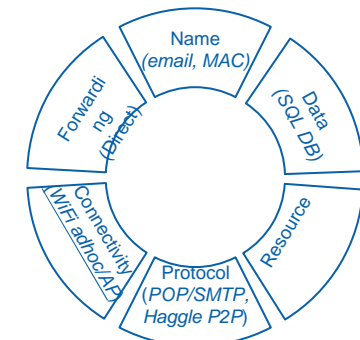 Name
(email, MAC)
Data
(SQL DB)
Resource
Protocol
(POP/SMTP,
Haggle P2P)
Connectivity
(WiFi adhoc/AP)
Forwardi
ng
(Direct)